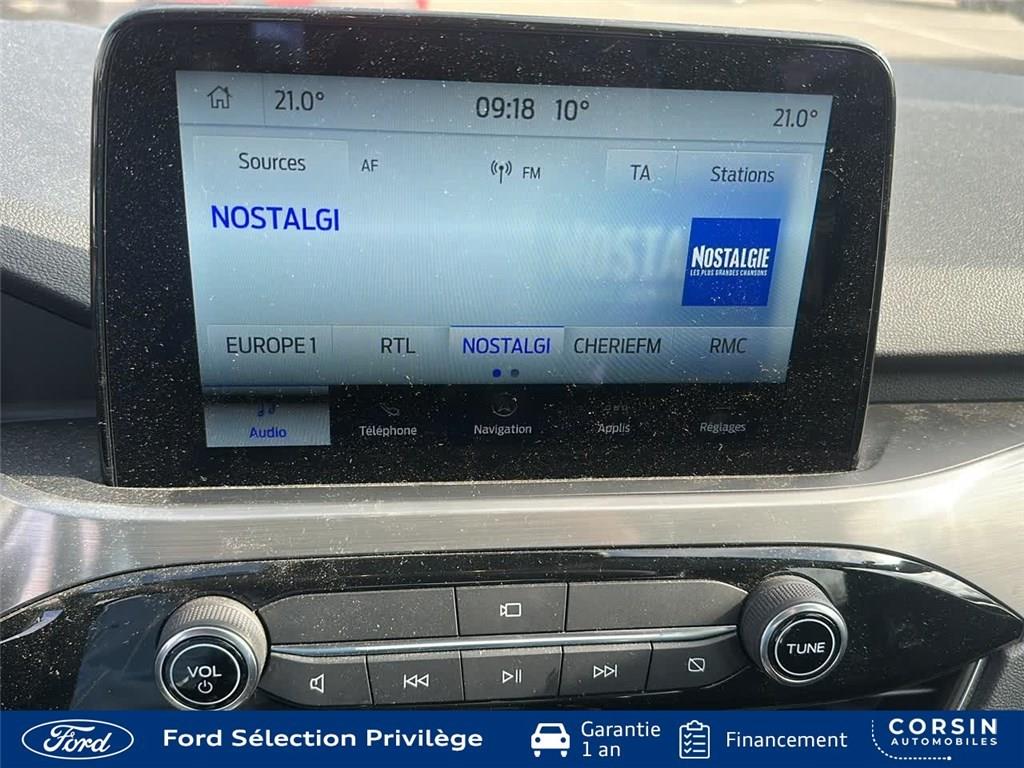 21.0° 09:18 10° 21.0°
Sources AF FM TA Stations
NOSTALGI
NOSTALGIE
LES PLUS GRANDES CHANSONS
EUROPE 1 RTL NOSTALGI CHERIEFM RMC
Audio Téléphone Navigation Applis Réglages
VOL
TUNE
Ford
Ford Sélection Privilège
Garantie
1 an
Financement
CORSIN
AUTOMOBILES